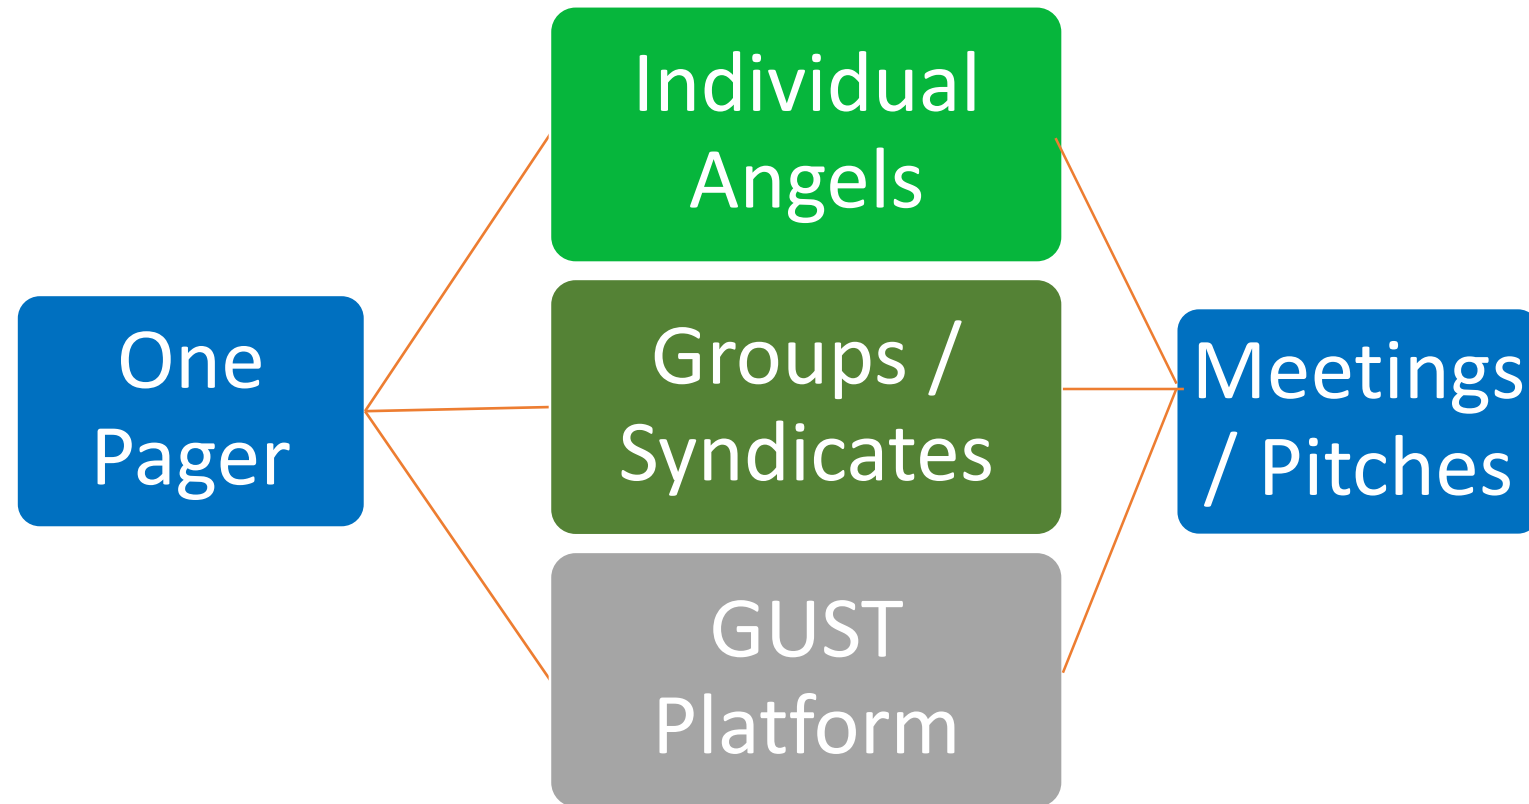 One
Pager
Individual
Angels
Groups /
Syndicates
GUST
Platform
Meetings
/ Pitches